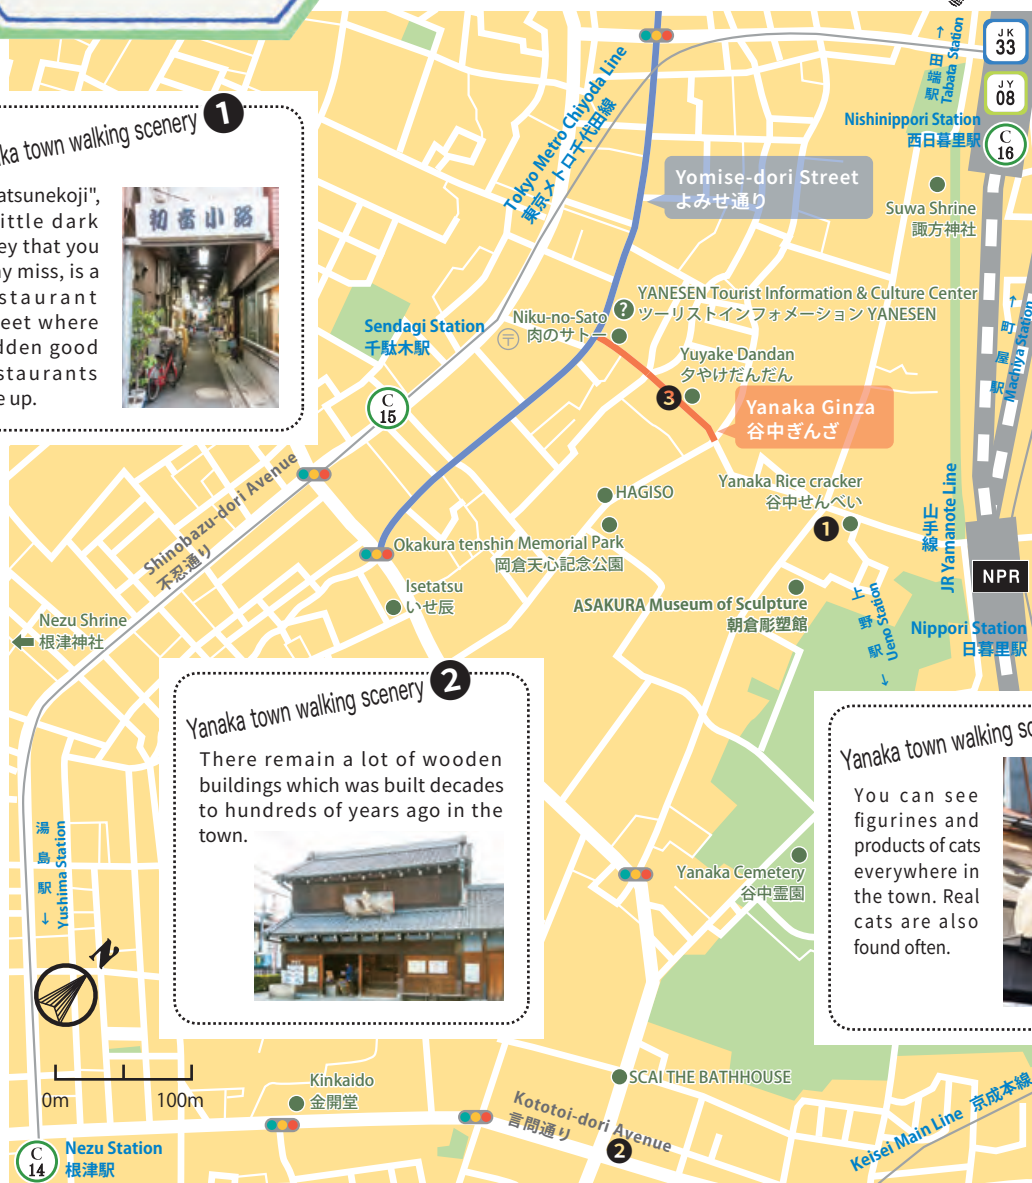 Yanaka town walking scenery 1
"Hatsunekoji",
ittle dark
ey that you
ay miss, is a
estaurant
eet where
dden good
staurants
e up.
初音小路
Tokyo Metro Chiyoda Line
東京メトロ千代田線
↑ 田端駅
Tabata Station
JK
33
JY
08
Nishinippori Station
西日暮里駅
C
16
Yomise-dori Street
よみせ通り
Suwa Shrine
諏方神社
?
YANESEN Tourist Information & Culture Center
ツーリストインフォメーション YANESEN
Niku-no-Sato
肉のサトー
〒
Sendagi Station
千駄木駅
C
15
Yuyake Dandan
夕やけだんだん
3
Yanaka Ginza
谷中ぎんざ
↑ 町屋駅
Machiya Station
Shinobazu-dori Avenue
不忍通り
HAGISO
Yanaka Rice cracker
谷中せんべい
1
Okakura tenshin Memorial Park
岡倉天心記念公園
山手線
JR Yamanote Line
NPR
Isetatsu
いせ辰
ASAKURA Museum of Sculpture
朝倉彫塑館
上野駅
Ueno Station →
Nippori Station
日暮里駅
Nezu Shrine
根津神社
Yanaka town walking scenery 2
There remain a lot of wooden
buildings which was built decades
to hundreds of years ago in the
town.
Yanaka town walking sc
You can see
figurines and
products of cats
everywhere in
the town. Real
cats are also
found often.
湯島駅 ↓
Yushima Station
Yanaka Cemetery
谷中霊園
N
0m 100m
Kinkaido
金開堂
SCAI THE BATHHOUSE
Kototoi-dori Avenue
言問通り
2
Keisei Main Line 京成本線
C
14
Nezu Station
根津駅